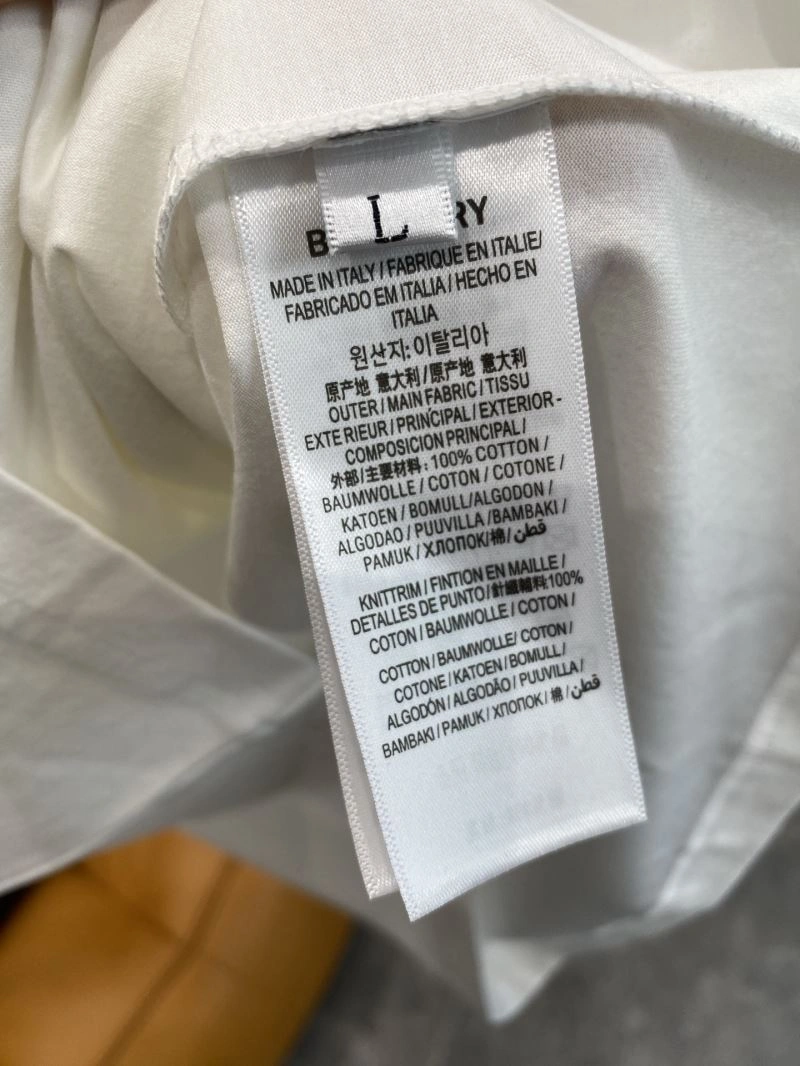 L
B RY
MADE IN ITALY / FABRIQUE EN ITALIE/
FABRICADO EM ITALIA / HECHO EN
ITALIA
원산지: 이탈리아
原产地 意大利/原产地 意大利
OUTER / MAIN FABRIC / TISSU
EXTE RIEUR / PRINCIPAL / EXTERIOR-
COMPOSICION PRINCIPAL /
外部/主要材料: 100% COTTON /
BAUMWOLLE / COTON / COTONE /
KATOEN / BOMULL/ALGODON /
ALGODAO / PUUVILLA /BAMBAKI /
PAMUK / ХЛОПОК/棉/ قطن
KNITTRIM / FINTION EN MAILLE /
DETALLES DE PUNTO/針織輔料:100%
COTON / BAUMWOLLE / COTON /
COTTON / BAUMWOLLE/ COTON /
COTONE / KATOEN / BOMULL/
ALGODÓN / ALGODÃO / PUUVILLA /
BAMBAKI / PAMUK / ХЛОПОК / 棉 / قطن